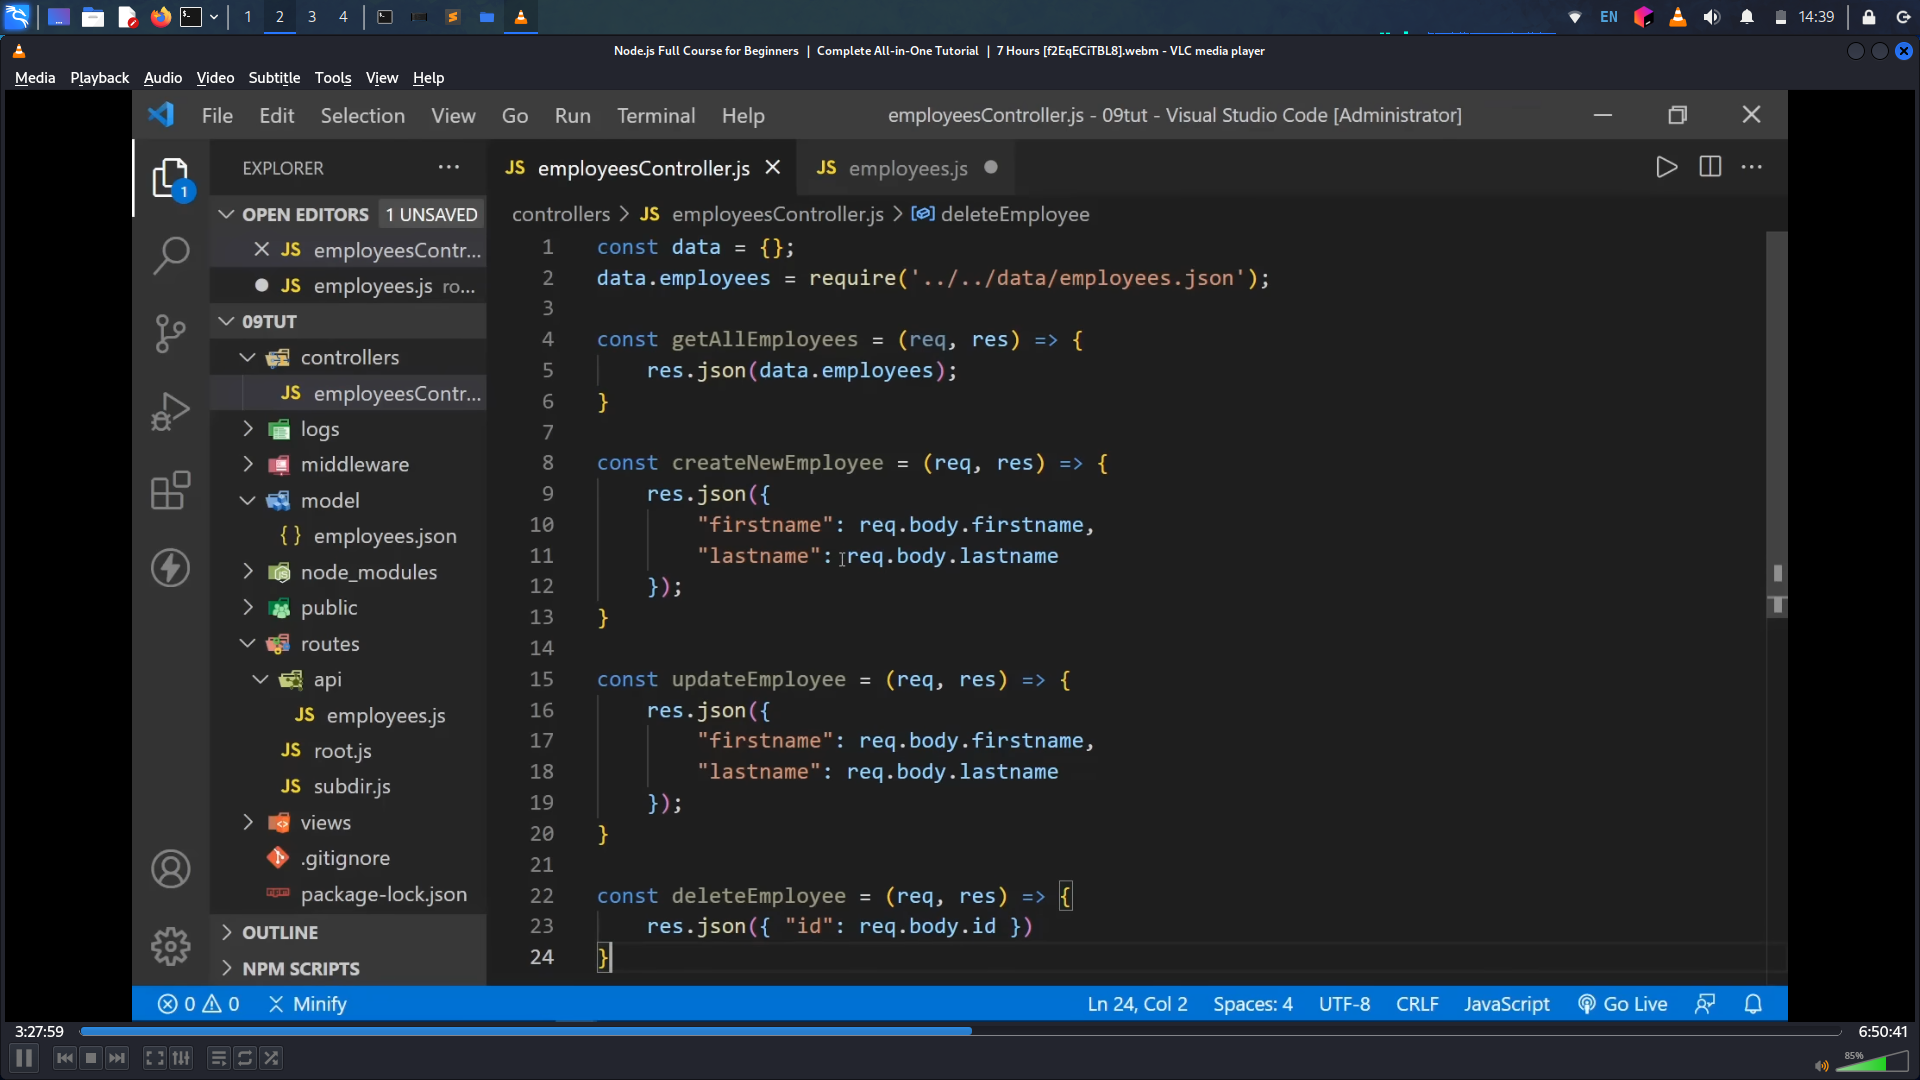 1 2 3 4 EN 14:39
Node.js Full Course for Beginners | Complete All-in-One Tutorial | 7 Hours [f2EqECiTBL8].webm - VLC media player
Media Playback Audio Video Subtitle Tools View Help
File Edit Selection View Go Run Terminal Help employeesController.js - 09tut - Visual Studio Code [Administrator]
EXPLORER
JS employeesController.js JS employees.js
1
OPEN EDITORS 1 UNSAVED
JS employeesContr...
JS employees.js ro...
09TUT
controllers
JS employeesContr...
logs
middleware
model
{} employees.json
node_modules
public
routes
api
JS employees.js
JS root.js
JS subdir.js
views
.gitignore
npm package-lock.json
OUTLINE
NPM SCRIPTS
controllers > JS employeesController.js > deleteEmployee
1 const data = {};
2 data.employees = require('../../data/employees.json');
3
4 const getAllEmployees = (req, res) => {
5 res.json(data.employees);
6 }
7
8 const createNewEmployee = (req, res) => {
9 res.json({
10 "firstname": req.body.firstname,
11 "lastname": req.body.lastname
12 });
13 }
14
15 const updateEmployee = (req, res) => {
16 res.json({
17 "firstname": req.body.firstname,
18 "lastname": req.body.lastname
19 });
20 }
21
22 const deleteEmployee = (req, res) => {
23 res.json({ "id": req.body.id })
24 }
0 0 Minify Ln 24, Col 2 Spaces: 4 UTF-8 CRLF JavaScript Go Live
3:27:59 6:50:41
85%